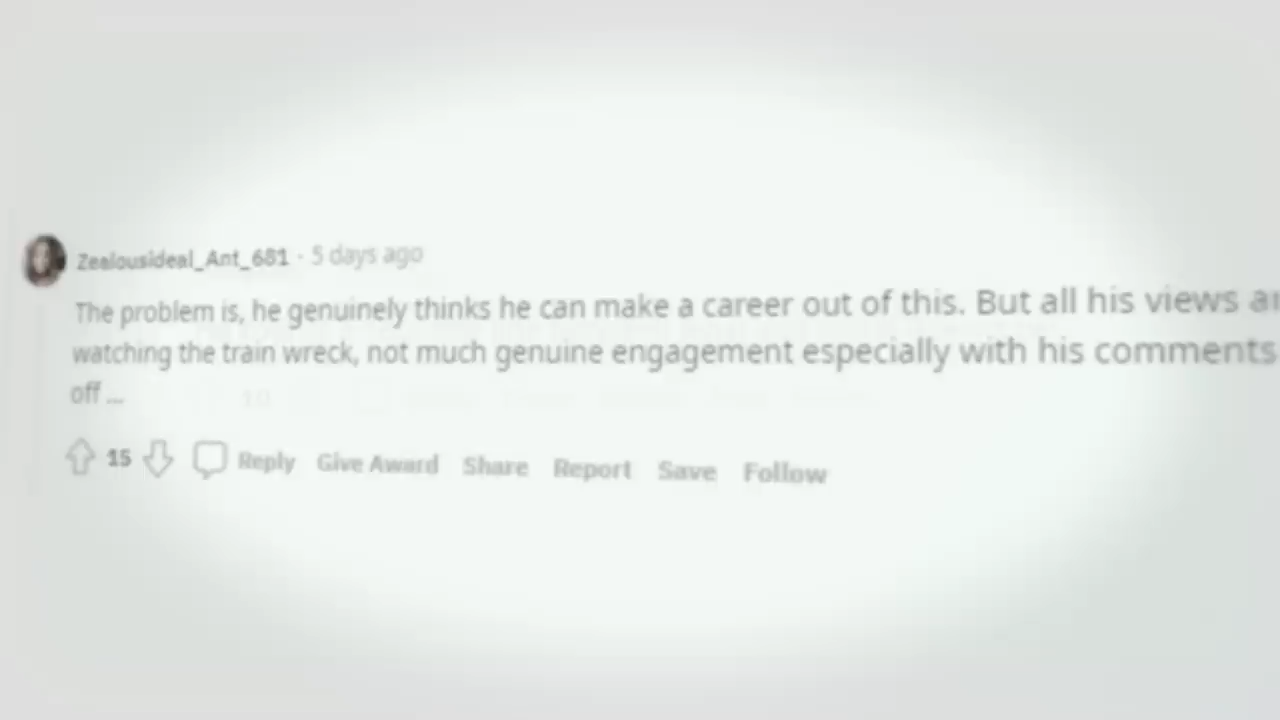 Zealousideal_Ant_681 · 5 days ago
The problem is, he genuinely thinks he can make a career out of this. But all his views
watching the train wreck, not much genuine engagement especially with his comments
off ...
15 Reply Give Award Share Report Save Follow